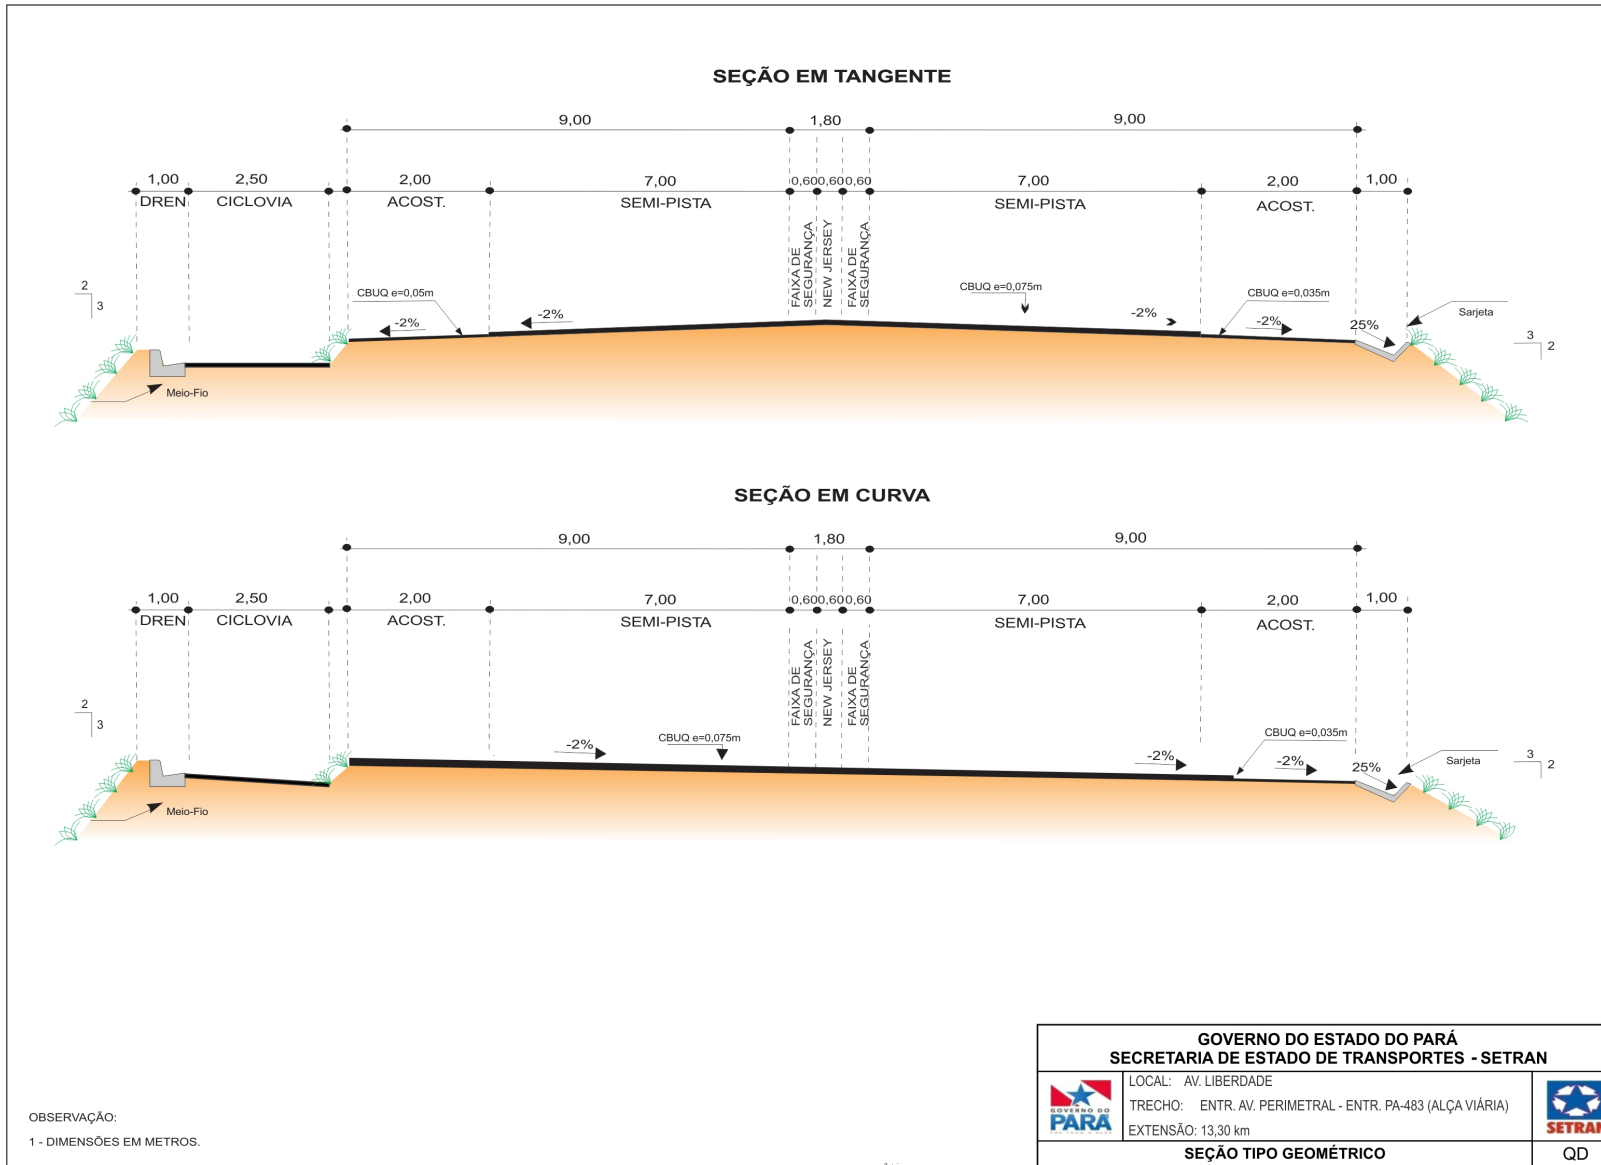 SEÇÃO EM TANGENTE
9,00 1,80 9,00
1,00 2,50 2,00 7,00 0,60 0,60 0,60 7,00 2,00 1,00
DREN CICLOVIA ACOST. SEMI-PISTA SEMI-PISTA ACOST.
FAIXA DE
SEGURANÇA
NEW JERSEY
FAIXA DE
SEGURANÇA
2
3
CBUQ e=0,05m
CBUQ e=0,075m
CBUQ e=0,035m
-2% -2% -2% -2% 25%
Sarjeta
3
2
Meio-Fio
SEÇÃO EM CURVA
9,00 1,80 9,00
1,00 2,50 2,00 7,00 0,60 0,60 0,60 7,00 2,00 1,00
DREN CICLOVIA ACOST. SEMI-PISTA SEMI-PISTA ACOST.
FAIXA DE
SEGURANÇA
NEW JERSEY
FAIXA DE
SEGURANÇA
2
3
CBUQ e=0,075m
CBUQ e=0,035m
-2% -2% -2% 25%
Sarjeta
3
2
Meio-Fio
OBSERVAÇÃO:
1 - DIMENSÕES EM METROS.
GOVERNO DO ESTADO DO PARÁ
SECRETARIA DE ESTADO DE TRANSPORTES - SETRAN
LOCAL: AV. LIBERDADE
TRECHO: ENTR. AV. PERIMETRAL - ENTR. PA-483 (ALÇA VIÁRIA)
EXTENSÃO: 13,30 km
GOVERNO DO
PARÁ
SETRAN
SEÇÃO TIPO GEOMÉTRICO
QD